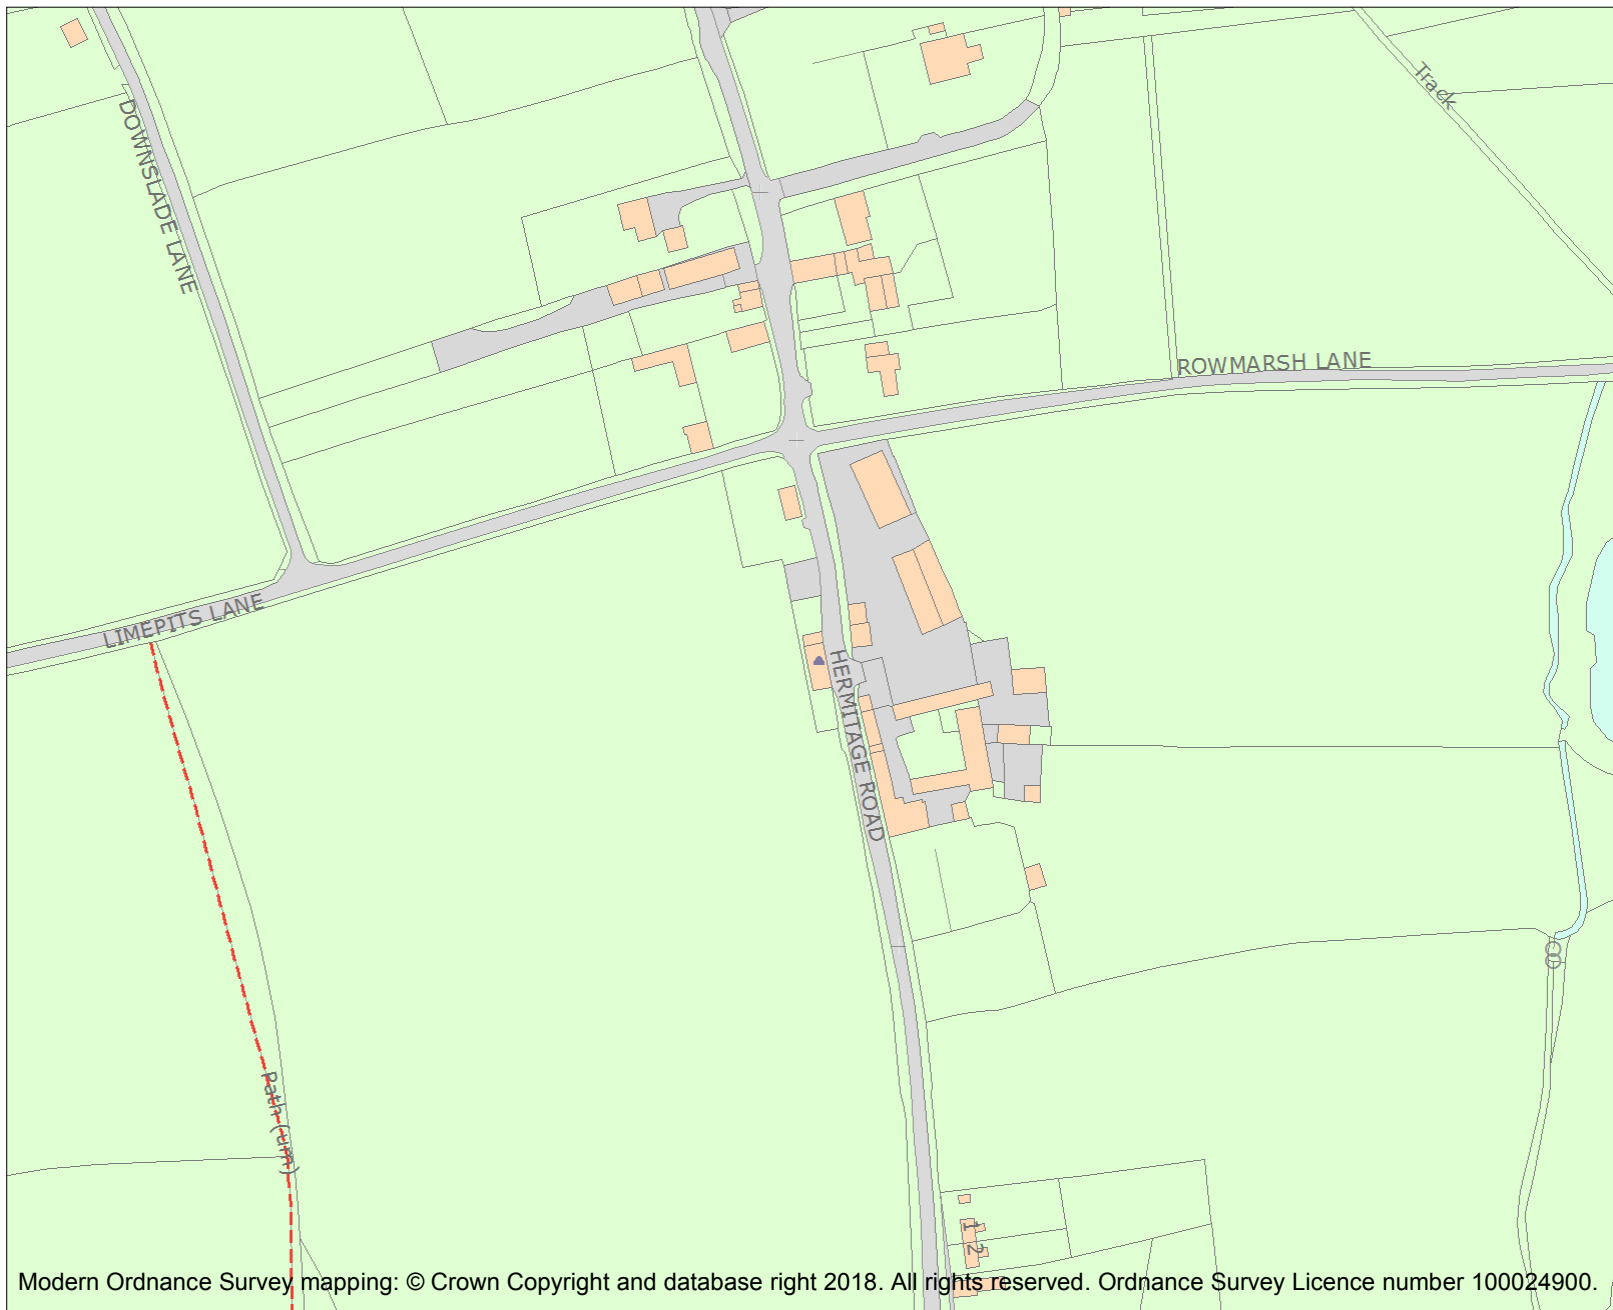 Track
DOWNSLADE LANE
ROWMARSH LANE
LIMEPITS LANE
HERMITAGE ROAD
Path (um)
1
2
Modern Ordnance Survey mapping: © Crown Copyright and database right 2018. All rights reserved. Ordnance Survey Licence number 100024900.